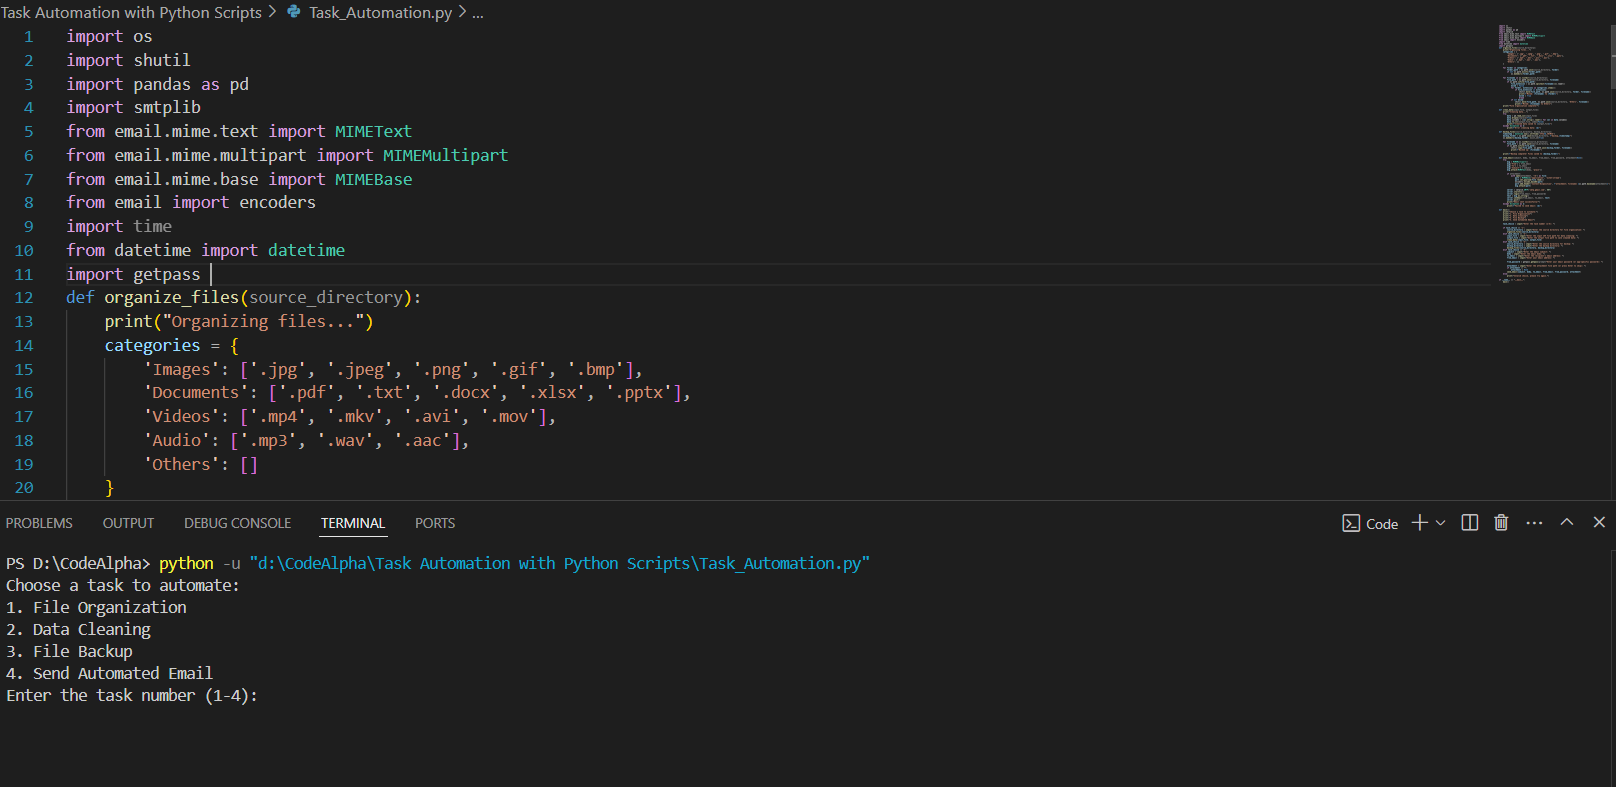 Task Automation with Python Scripts > Task_Automation.py > ...
1 import os
2 import shutil
3 import pandas as pd
4 import smtplib
5 from email.mime.text import MIMEText
6 from email.mime.multipart import MIMEMultipart
7 from email.mime.base import MIMEBase
8 from email import encoders
9 import time
10 from datetime import datetime
11 import getpass
12 def organize_files(source_directory):
13     print("Organizing files...")
14     categories = {
15         'Images': ['.jpg', '.jpeg', '.png', '.gif', '.bmp'],
16         'Documents': ['.pdf', '.txt', '.docx', '.xlsx', '.pptx'],
17         'Videos': ['.mp4', '.mkv', '.avi', '.mov'],
18         'Audio': ['.mp3', '.wav', '.aac'],
19         'Others': []
20     }
PROBLEMS OUTPUT DEBUG CONSOLE TERMINAL PORTS Code
PS D:\CodeAlpha> python -u "d:\CodeAlpha\Task Automation with Python Scripts\Task_Automation.py"
Choose a task to automate:
1. File Organization
2. Data Cleaning
3. File Backup
4. Send Automated Email
Enter the task number (1-4):